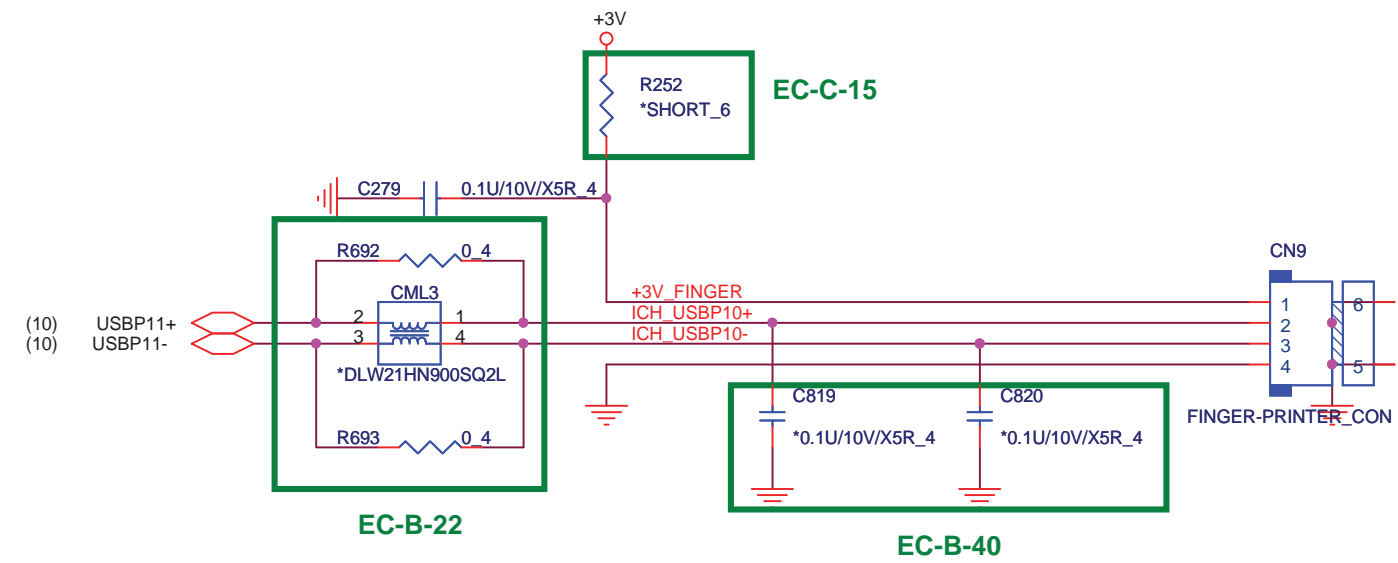 +3V
R252
*SHORT_6
EC-C-15
C279
0.1U/10V/X5R_4
R692
0_4
CML3
2
1
3
4
*DLW21HN900SQ2L
R693
0_4
EC-B-22
(10)
USBP11+
(10)
USBP11-
+3V_FINGER
ICH_USBP10+
ICH_USBP10-
CN9
1
2
3
4
6
5
FINGER-PRINTER_CON
C819
*0.1U/10V/X5R_4
C820
*0.1U/10V/X5R_4
EC-B-40